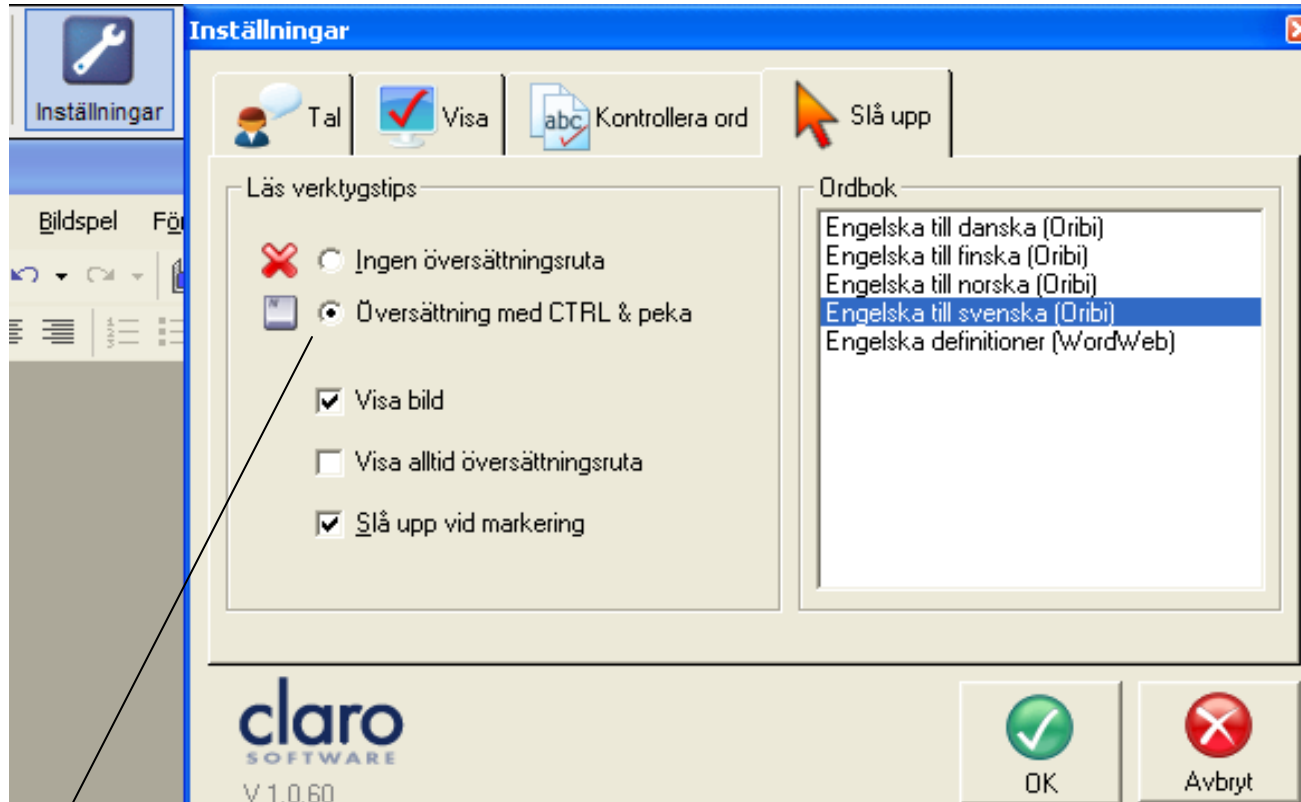 Inställningar
Inställningar
Tal
Visa
abc
Kontrollera ord
Slå upp
Bildspel
Läs verktygstips
Ingen översättningsruta
Översättning med CTRL & peka
Visa bild
Visa alltid översättningsruta
Slå upp vid markering
Ordbok
Engelska till danska (Oribi)
Engelska till finska (Oribi)
Engelska till norska (Oribi)
Engelska till svenska (Oribi)
Engelska definitioner (WordWeb)
claro
SOFTWARE
V 1.0.60
OK
Avbryt